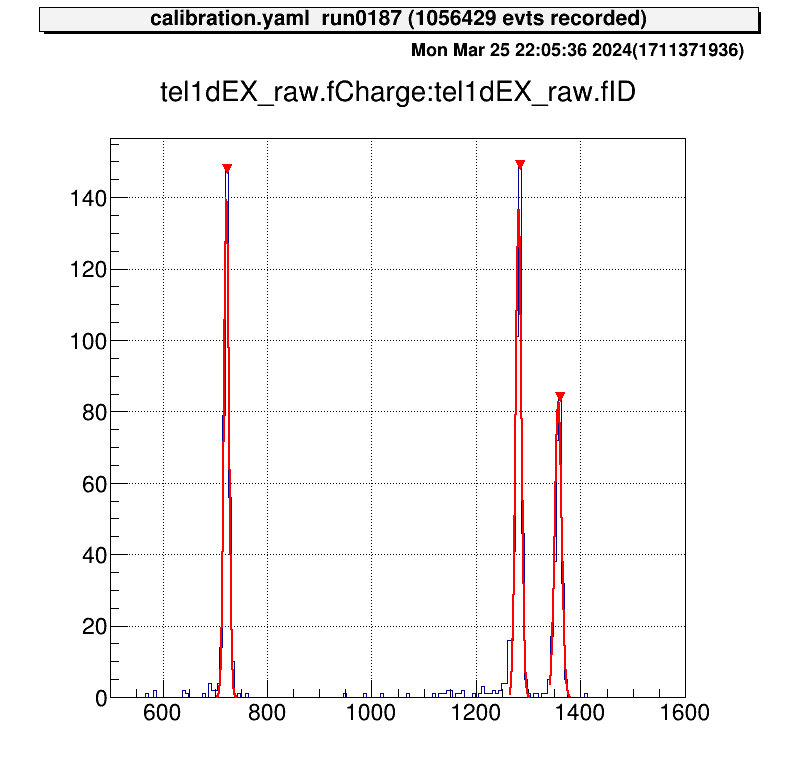 calibration.yaml run0187 (1056429 evts recorded)
Mon Mar 25 22:05:36 2024(1711371936)
tel1dEX_raw.fCharge:tel1dEX_raw.fID
140
120
100
80
60
40
20
0
600 800 1000 1200 1400 1600